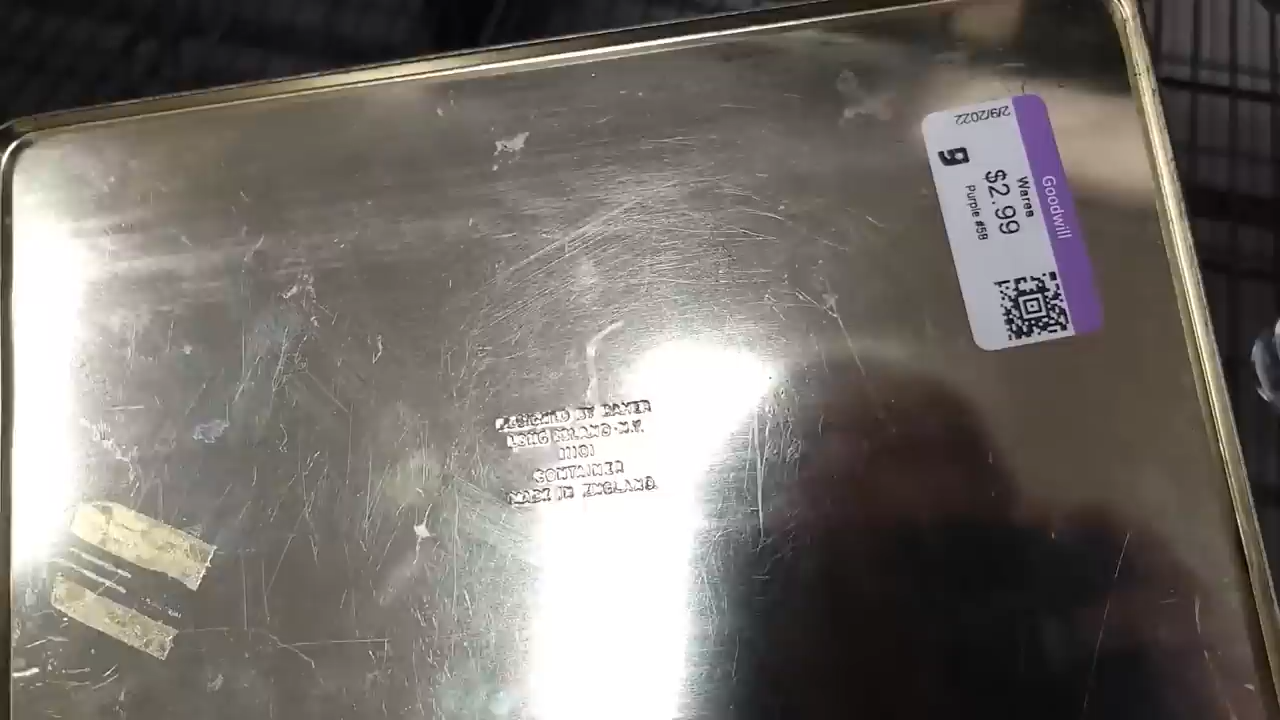 Goodwill
Wares
$2.99
Purple #58
2/9/2022
DESIGNED BY DAHER
LONG ISLAND·N.Y.
11101
CONTAINER
MADE IN ENGLAND.